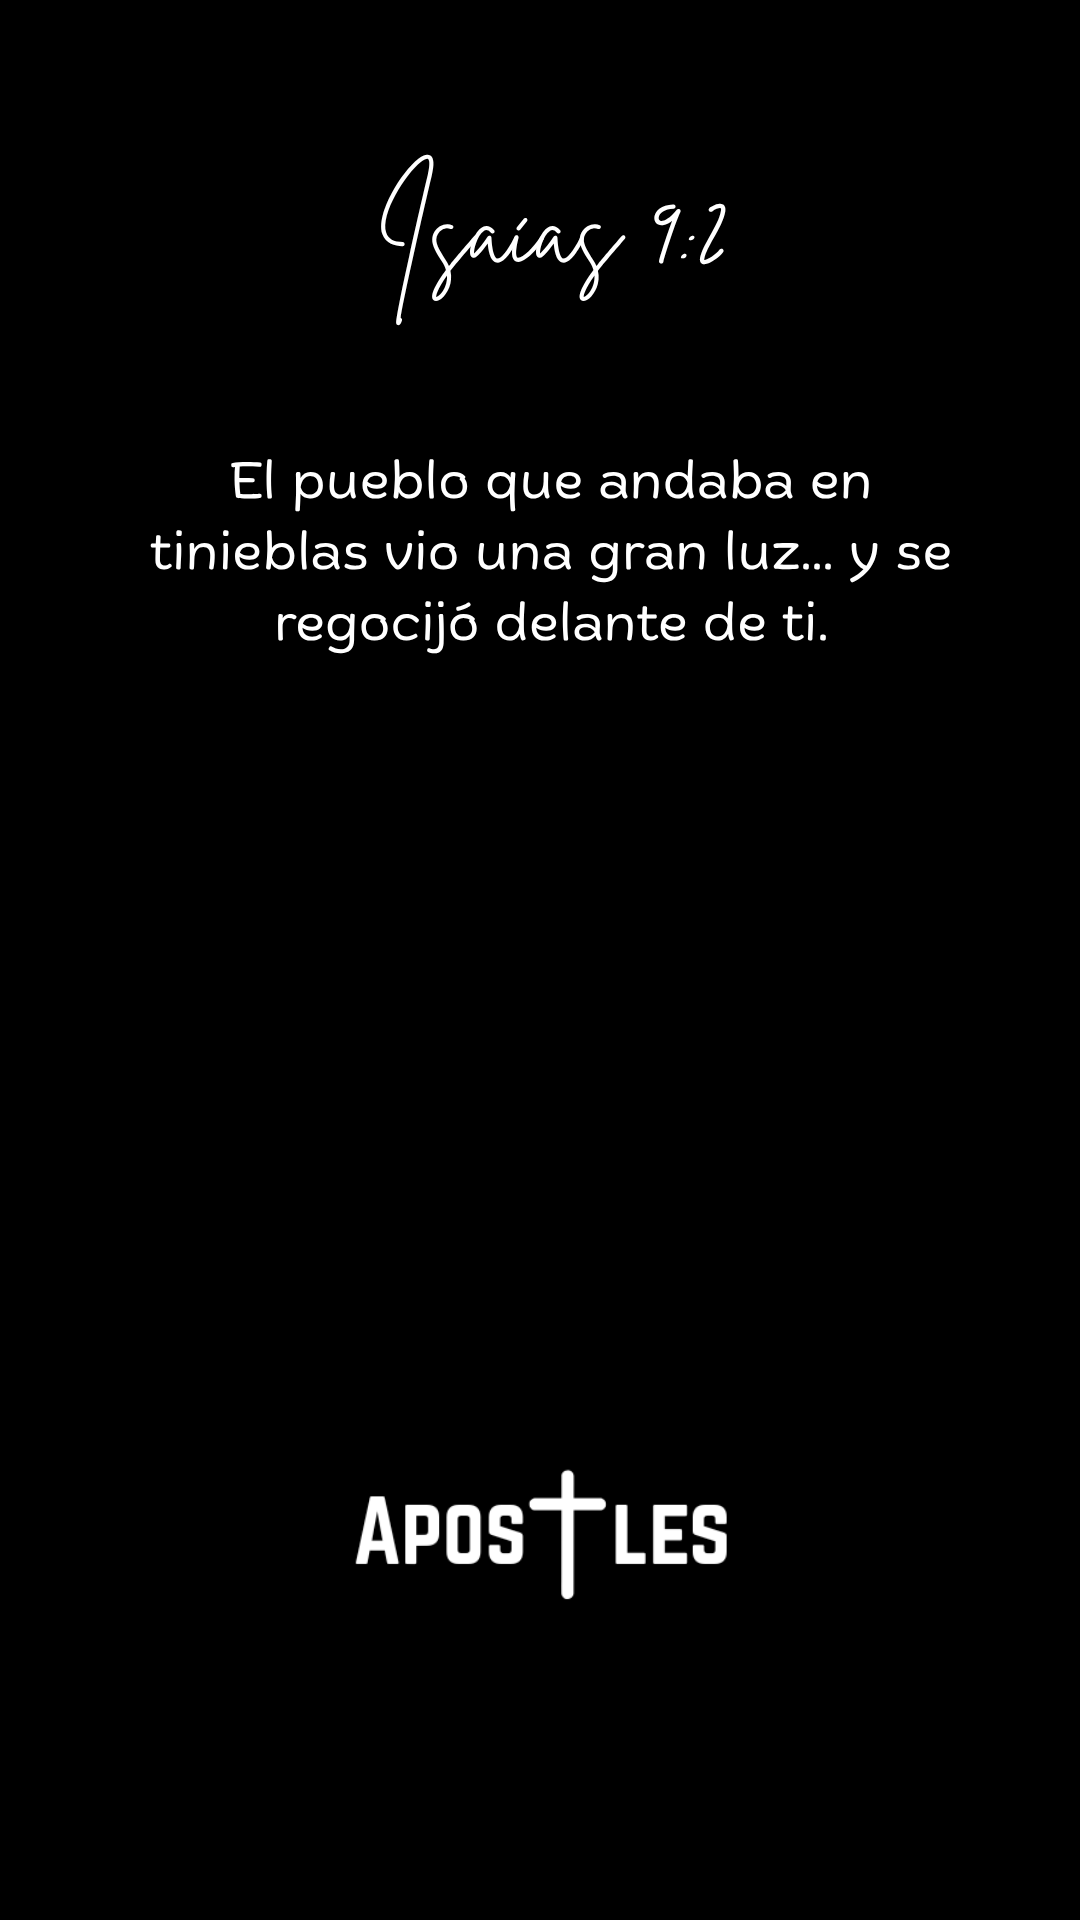 Isaías 9:2
El pueblo que andaba en
tinieblas vio una gran luz... y se
regocijó delante de ti.
APOSTLES